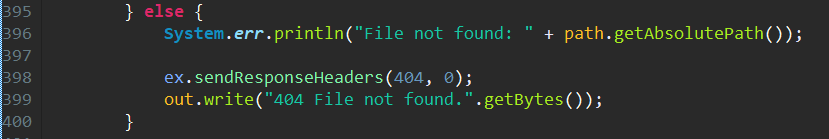 395 } else {
396 System.err.println("File not found: " + path.getAbsolutePath());
397
398 ex.sendResponseHeaders(404, 0);
399 out.write("404 File not found.".getBytes());
400 }